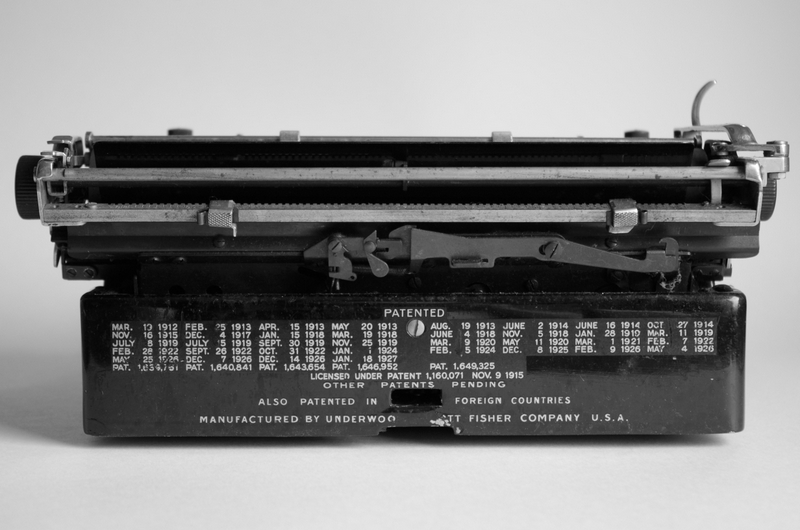 PATENTED
MAR. 19 1912 FEB. 25 1913 APR. 15 1913 MAY 20 1913 AUG. 19 1913 JUNE 2 1914 JUNE 16 1914 OCT 27 1914
NOV. 16 1915 DEC. 4 1917 JAN. 15 1918 MAR. 19 1918 JUNE 4 1918 NOV. 5 1918 JAN. 28 1919 MAR. 11 1919
JULY 8 1919 JULY 15 1919 SEPT. 30 1919 NOV. 25 1919 MAR. 9 1920 MAY 11 1920 MAR. 1 1921 FEB. 7 1922
FEB. 28 1922 SEPT. 26 1922 OCT. 31 1922 JAN. 1 1924 FEB. 5 1924 DEC. 8 1925 FEB. 9 1926 MAY 4 1926
MAY 25 1926 DEC. 7 1926 DEC. 14 1926 JAN. 18 1927
PAT. PAT. 1,640,841 PAT. 1,643,654 PAT. 1,646,952 PAT. 1,649,325
LICENSED UNDER PATENT 1,160,071 NOV. 9 1915
OTHER PATENTS PENDING
ALSO PATENTED IN FOREIGN COUNTRIES
MANUFACTURED BY UNDERWOO TT FISHER COMPANY U.S.A.